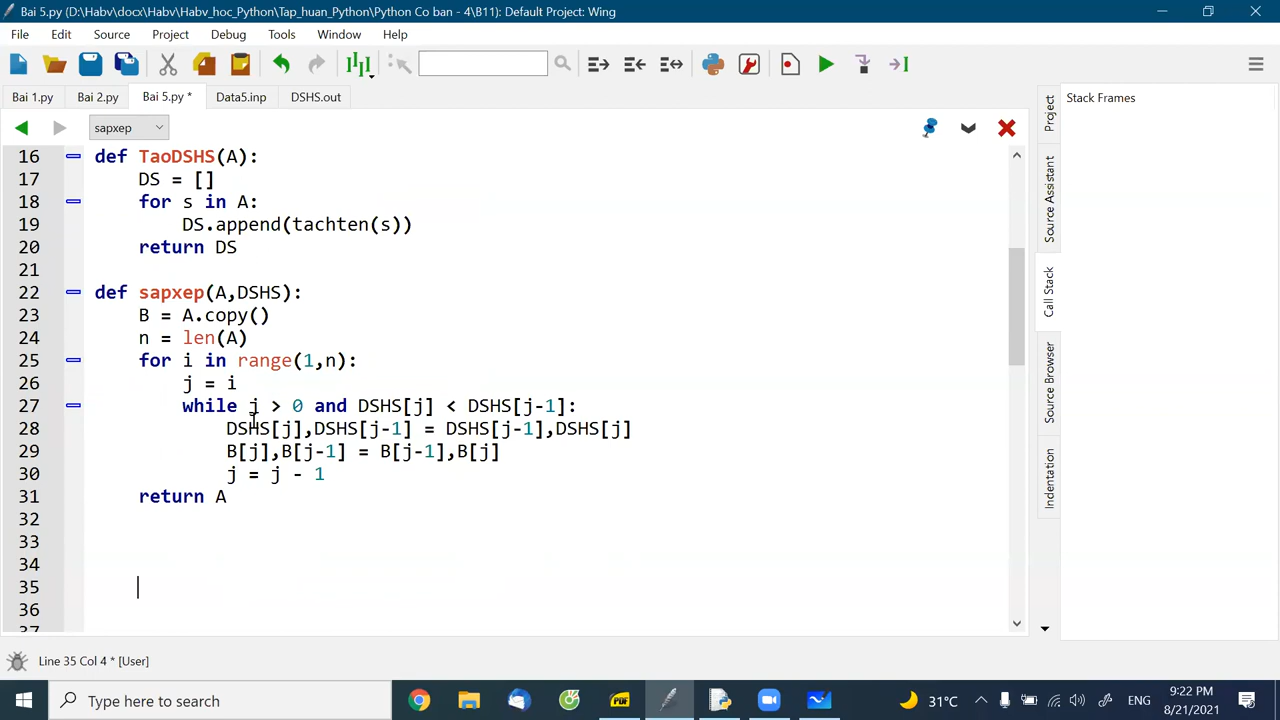 Bai 5.py (D:\Habv\docx\Habv\Habv_hoc_Python\Tap_huan_Python\Python Co ban - 4\B11): Default Project: Wing
File Edit Source Project Debug Tools Window Help
Bai 1.py Bai 2.py Bai 5.py * Data5.inp DSHS.out
sapxep
Stack Frames
16 def TaoDSHS(A):
17 DS = []
18 for s in A:
19 DS.append(tachten(s))
20 return DS
21
22 def sapxep(A,DSHS):
23 B = A.copy()
24 n = len(A)
25 for i in range(1,n):
26 j = i
27 while j > 0 and DSHS[j] < DSHS[j-1]:
28 DSHS[j],DSHS[j-1] = DSHS[j-1],DSHS[j]
29 B[j],B[j-1] = B[j-1],B[j]
30 j = j - 1
31 return A
32
33
34
35
36
37
Project
Source Assistant
Call Stack
Source Browser
Indentation
Line 35 Col 4 * [User]
Type here to search
31°C
ENG
9:22 PM
8/21/2021